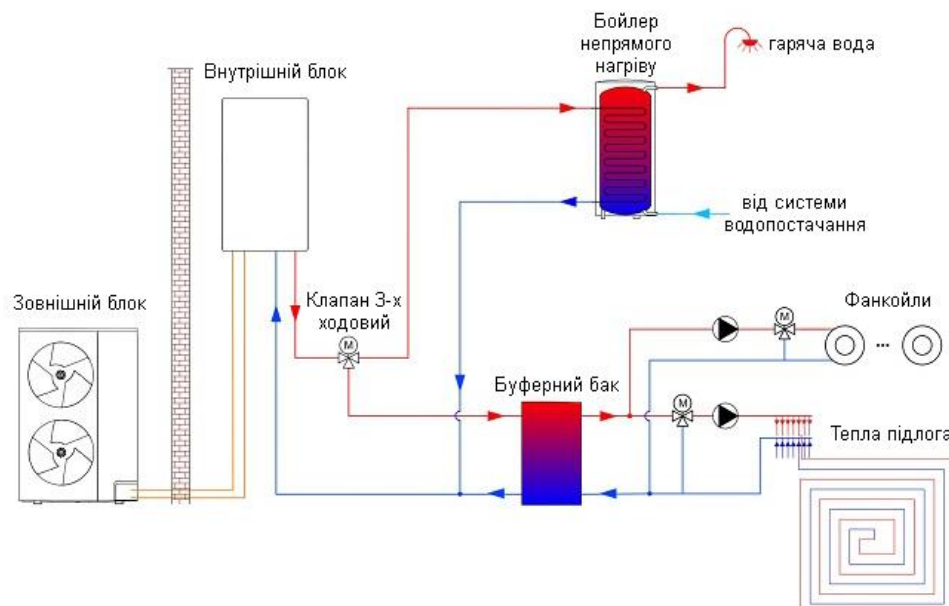 Бойлер
непрямого
нагріву
гаряча вода
Внутрішній блок
від системи
водопостачання
Зовнішній блок
Клапан 3-х
ходовий
M
Фанкойли
M
...
Буферний бак
M
Тепла підлога